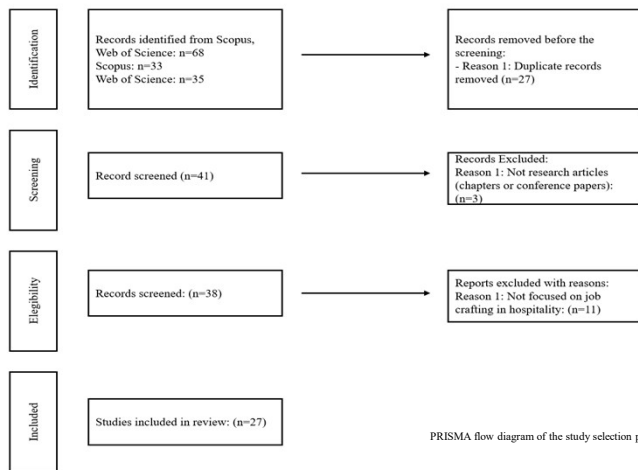 Identification
Records identified from Scopus,
Web of Science: n=68
Scopus: n=33
Web of Science: n=35
Records removed before the
screening:
- Reason 1: Duplicate records
removed (n=27)
Screening
Record screened (n=41)
Records Excluded:
Reason 1: Not research articles
(chapters or conference papers):
(n=3)
Elegibility
Records screened: (n=38)
Reports excluded with reasons:
Reason 1: Not focused on job
crafting in hospitality: (n=11)
Included
Studies included in review: (n=27)
PRISMA flow diagram of the study selection p